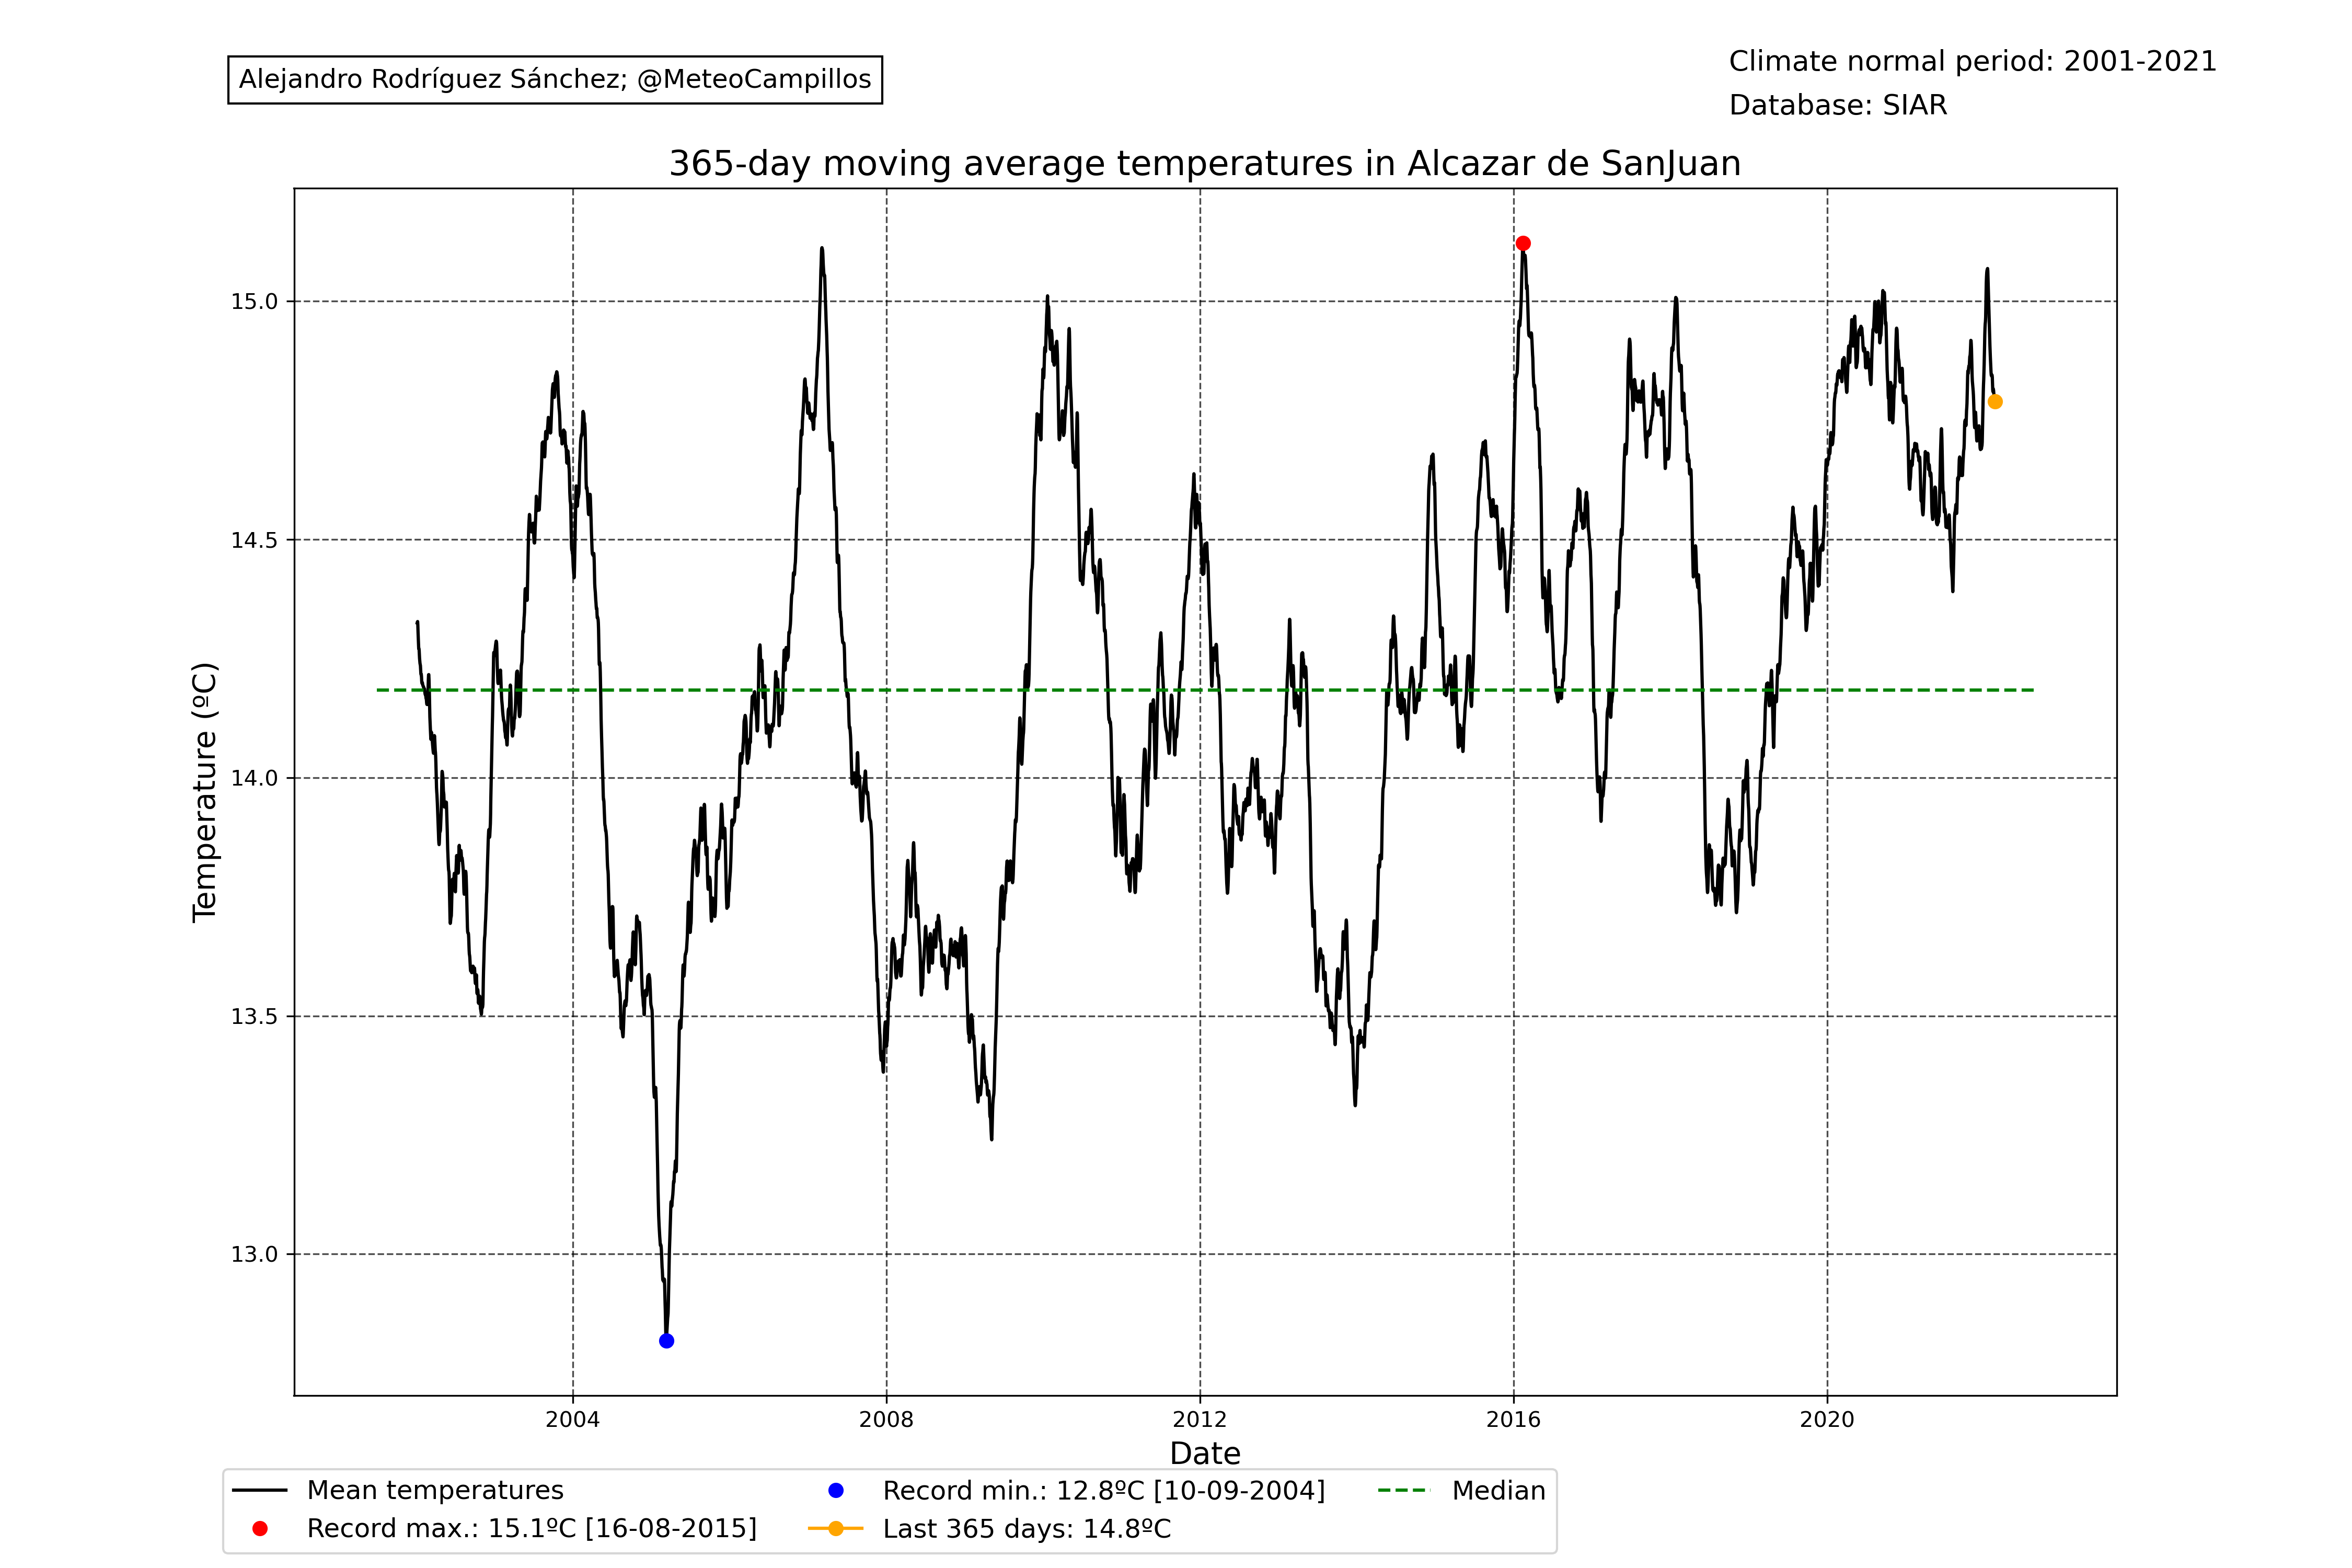 Alejandro Rodríguez Sánchez; @MeteoCampillos
Climate normal period: 2001-2021
Database: SIAR
365-day moving average temperatures in Alcazar de SanJuan
Temperature (ºC)
15.0
14.5
14.0
13.5
13.0
2004
2008
2012
2016
2020
Date
Mean temperatures
Record max.: 15.1ºC [16-08-2015]
Record min.: 12.8ºC [10-09-2004]
Last 365 days: 14.8ºC
Median